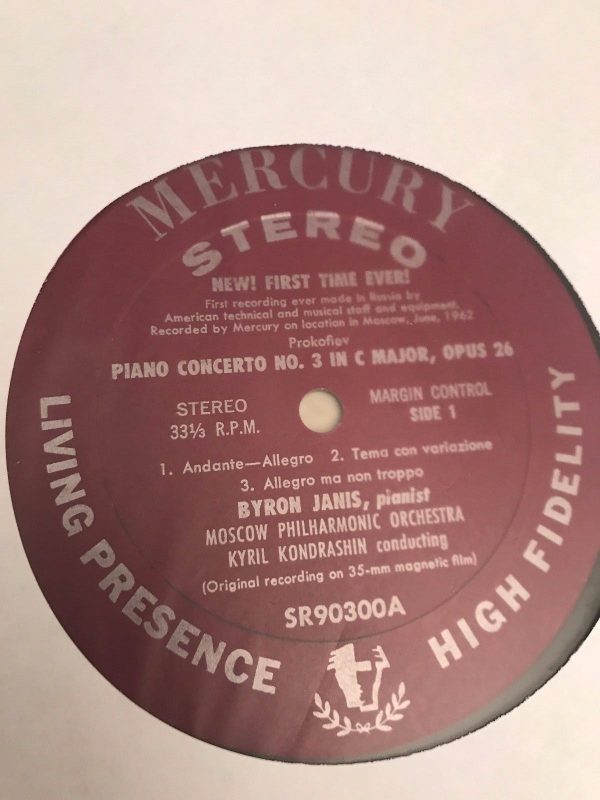 MERCURY
STEREO
NEW! FIRST TIME EVER!
First recording ever made in Russia by
American technical and musical staff and equipment.
Recorded by Mercury on location in Moscow, June, 1962
Prokofiev
PIANO CONCERTO NO. 3 IN C MAJOR, OPUS 26
STEREO
33⅓ R.P.M.
MARGIN CONTROL
SIDE 1
1. Andante—Allegro 2. Tema con variazione
3. Allegro ma non troppo
BYRON JANIS, pianist
MOSCOW PHILHARMONIC ORCHESTRA
KYRIL KONDRASHIN conducting
(Original recording on 35-mm magnetic film)
SR90300A
LIVING PRESENCE
HIGH FIDELITY